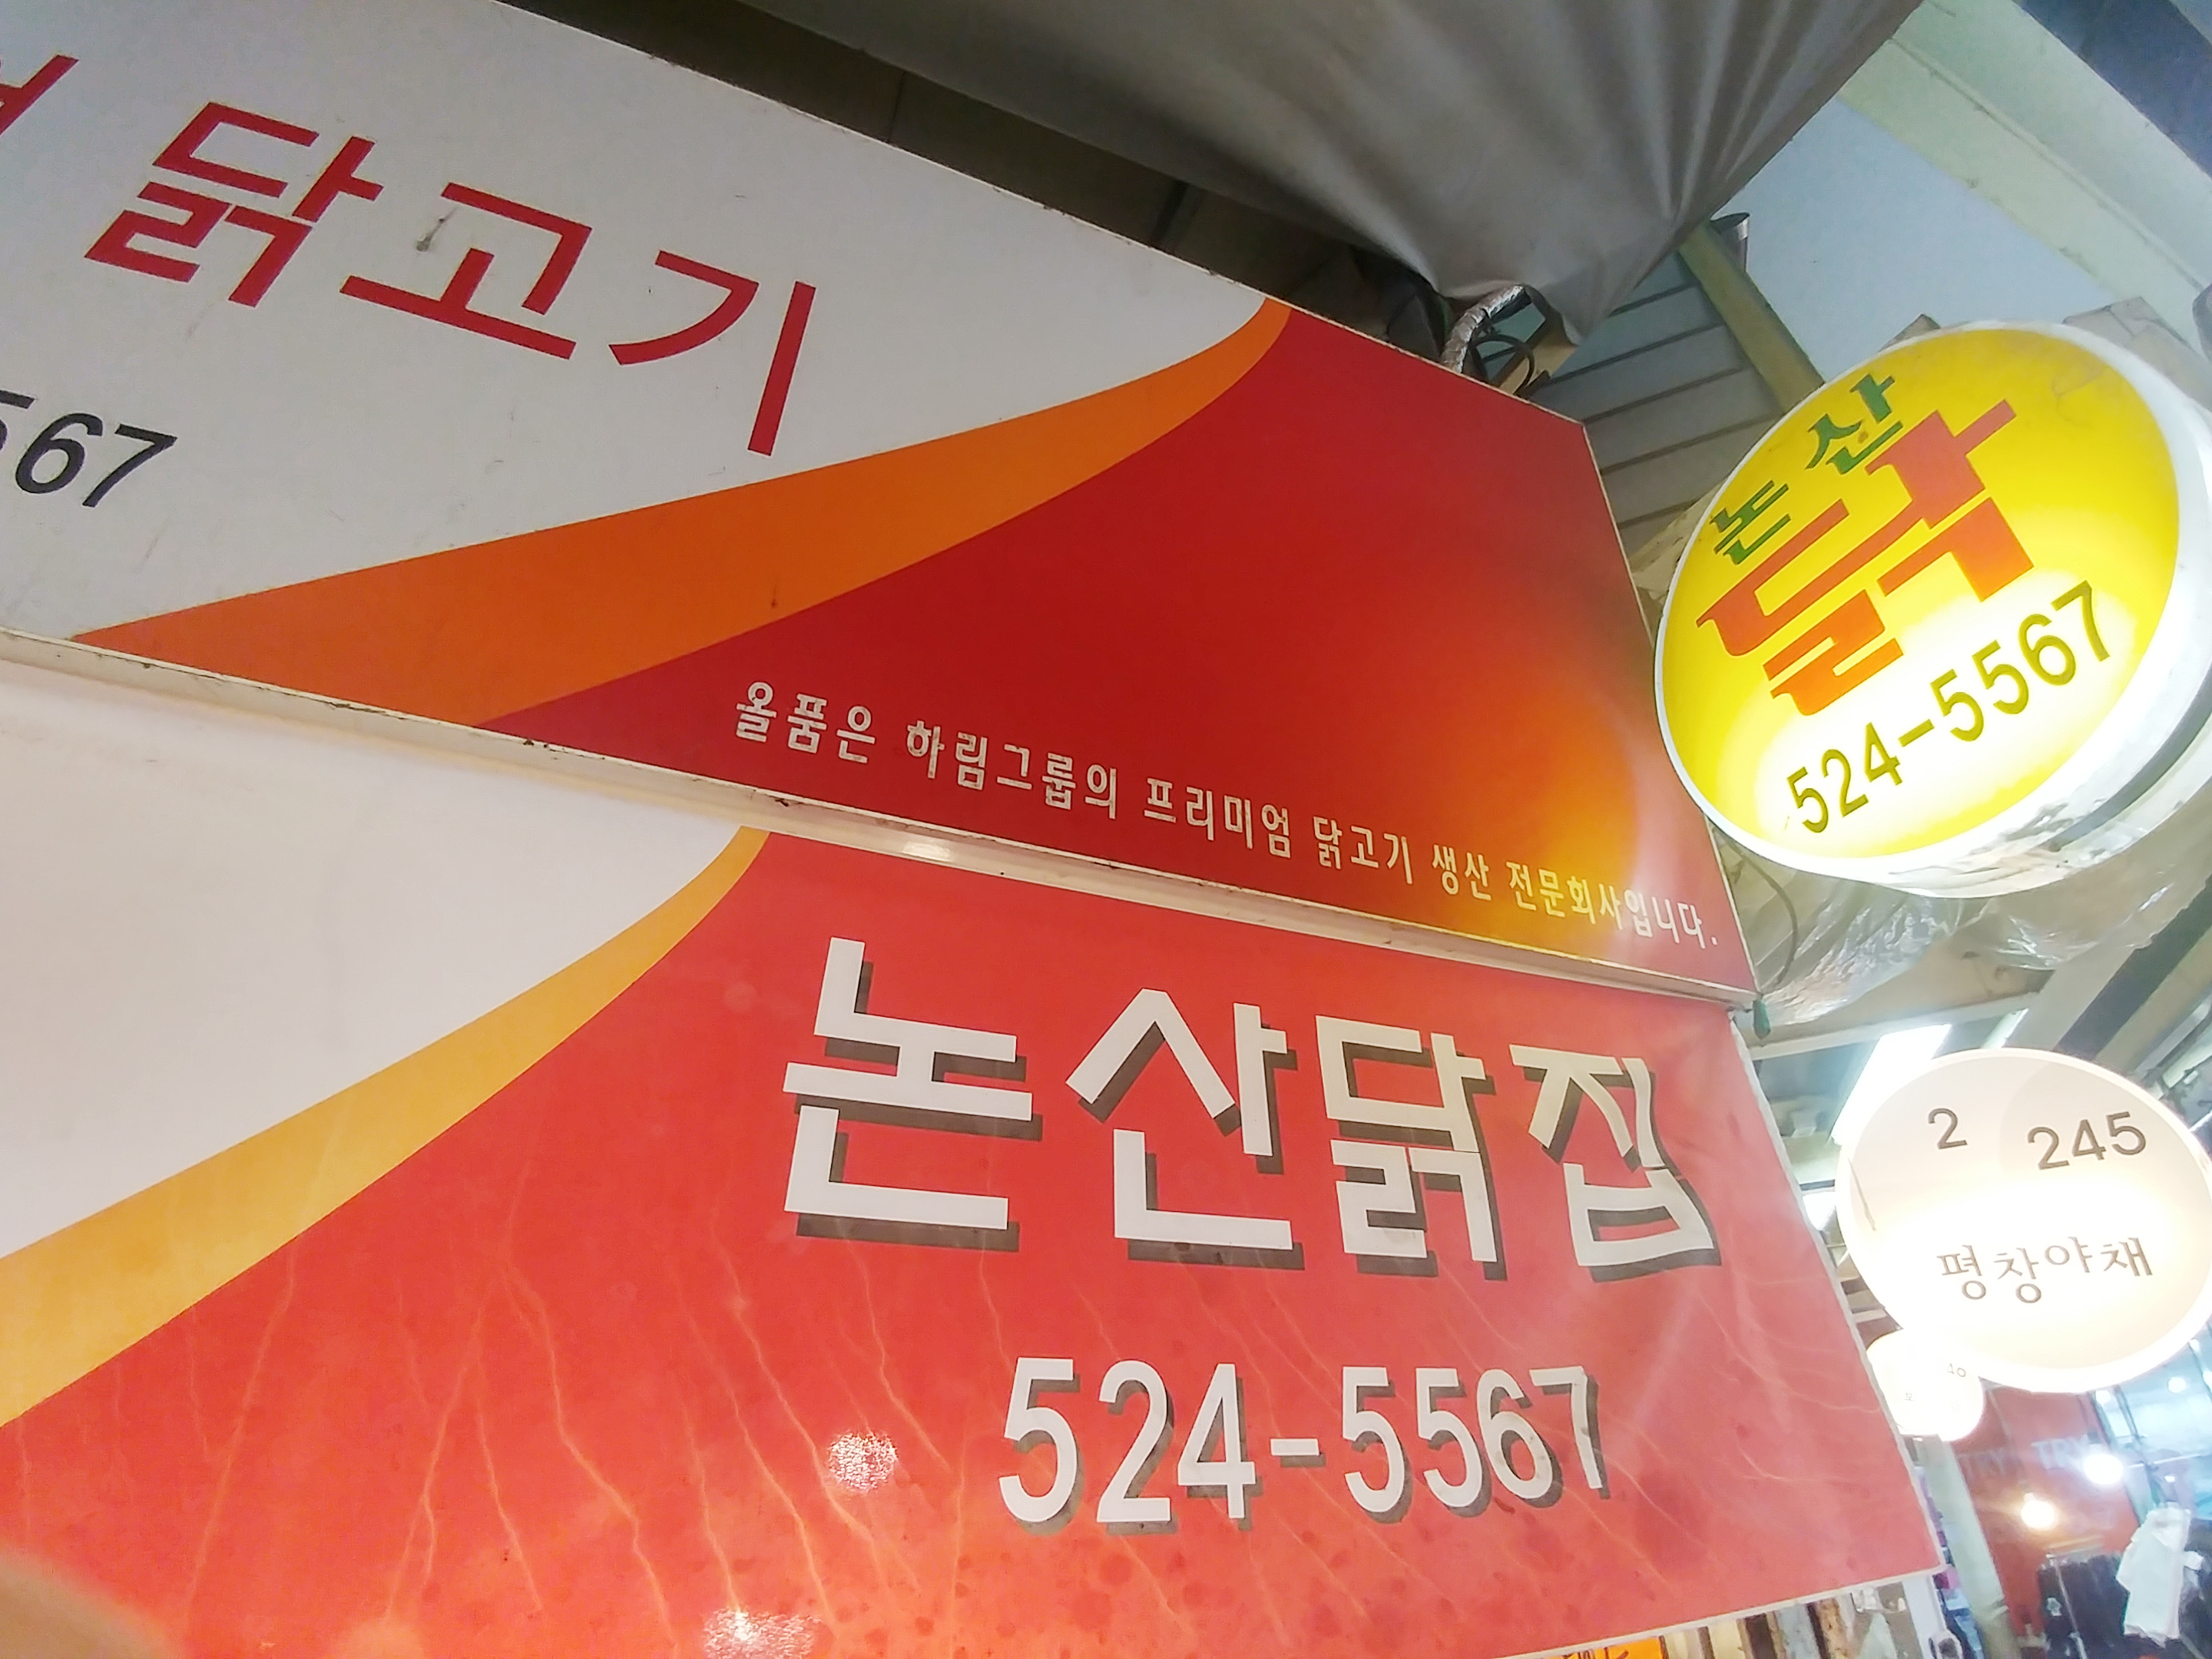 닭고기
567
올품은 하림그룹의 프리미엄 닭고기 생산 전문회사입니다.
논산닭집
524-5567
논산
닭
524-5567
2 245
평창야채
TRY